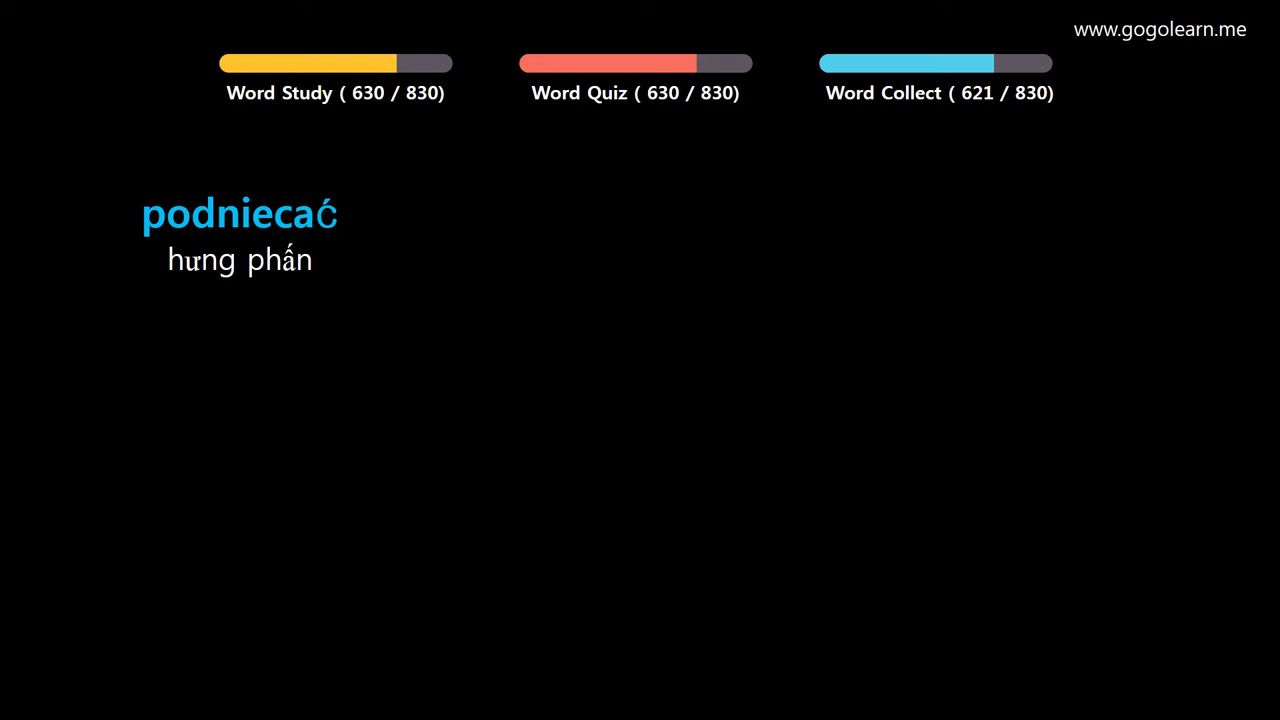 www.gogolearn.me
Word Study ( 630 / 830)
Word Quiz ( 630 / 830)
Word Collect ( 621 / 830)
podniecać
hưng phấn